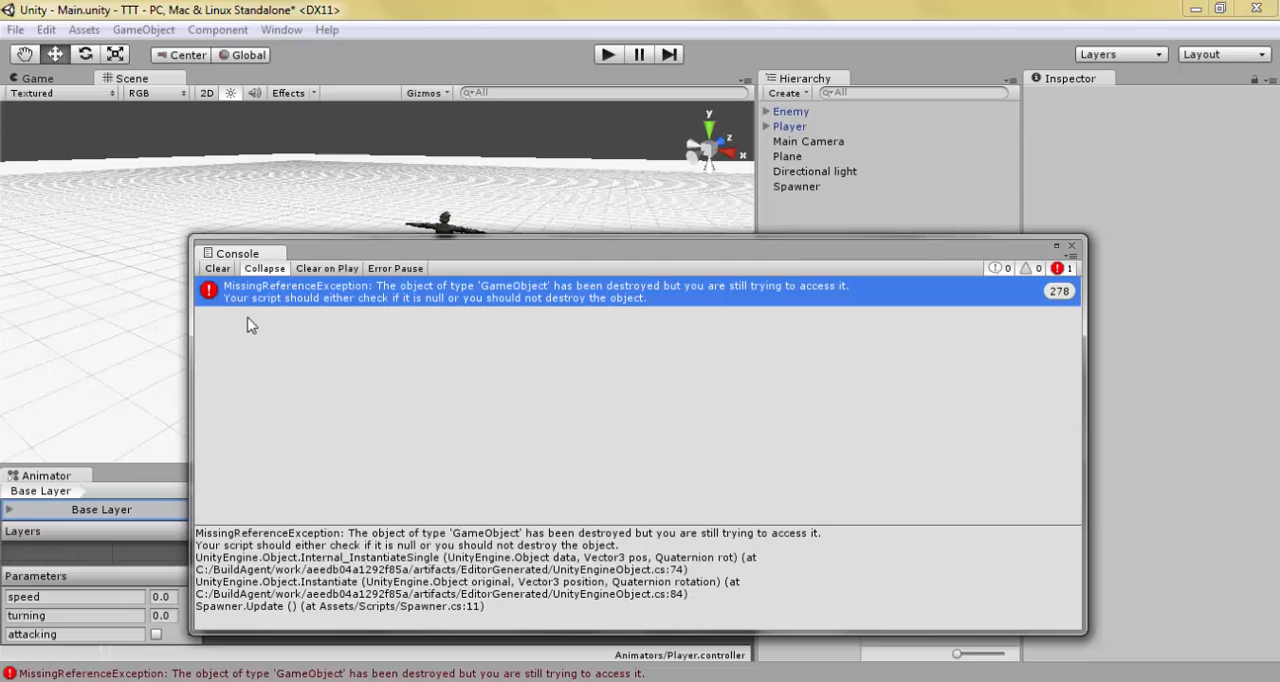 Unity - Main.unity - TTT - PC, Mac & Linux Standalone* <DX11>
File Edit Assets GameObject Component Window Help
Center Global Layers Layout
Game Scene Hierarchy Inspector
Textured RGB 2D Effects Gizmos All Create All
y
z
x
Enemy
Player
Main Camera
Plane
Directional light
Spawner
Console
Clear Collapse Clear on Play Error Pause 0 0 1
MissingReferenceException: The object of type 'GameObject' has been destroyed but you are still trying to access it.
Your script should either check if it is null or you should not destroy the object.
278
Animator
Base Layer
Base Layer
Layers
Parameters
speed 0.0
turning 0.0
attacking
MissingReferenceException: The object of type 'GameObject' has been destroyed but you are still trying to access it.
Your script should either check if it is null or you should not destroy the object.
UnityEngine.Object.Internal_InstantiateSingle (UnityEngine.Object data, Vector3 pos, Quaternion rot) (at
C:/BuildAgent/work/aeedb04a1292f85a/artifacts/EditorGenerated/UnityEngineObject.cs:74)
UnityEngine.Object.Instantiate (UnityEngine.Object original, Vector3 position, Quaternion rotation) (at
C:/BuildAgent/work/aeedb04a1292f85a/artifacts/EditorGenerated/UnityEngineObject.cs:84)
Spawner.Update () (at Assets/Scripts/Spawner.cs:11)
Animators/Player.controller
MissingReferenceException: The object of type 'GameObject' has been destroyed but you are still trying to access it.